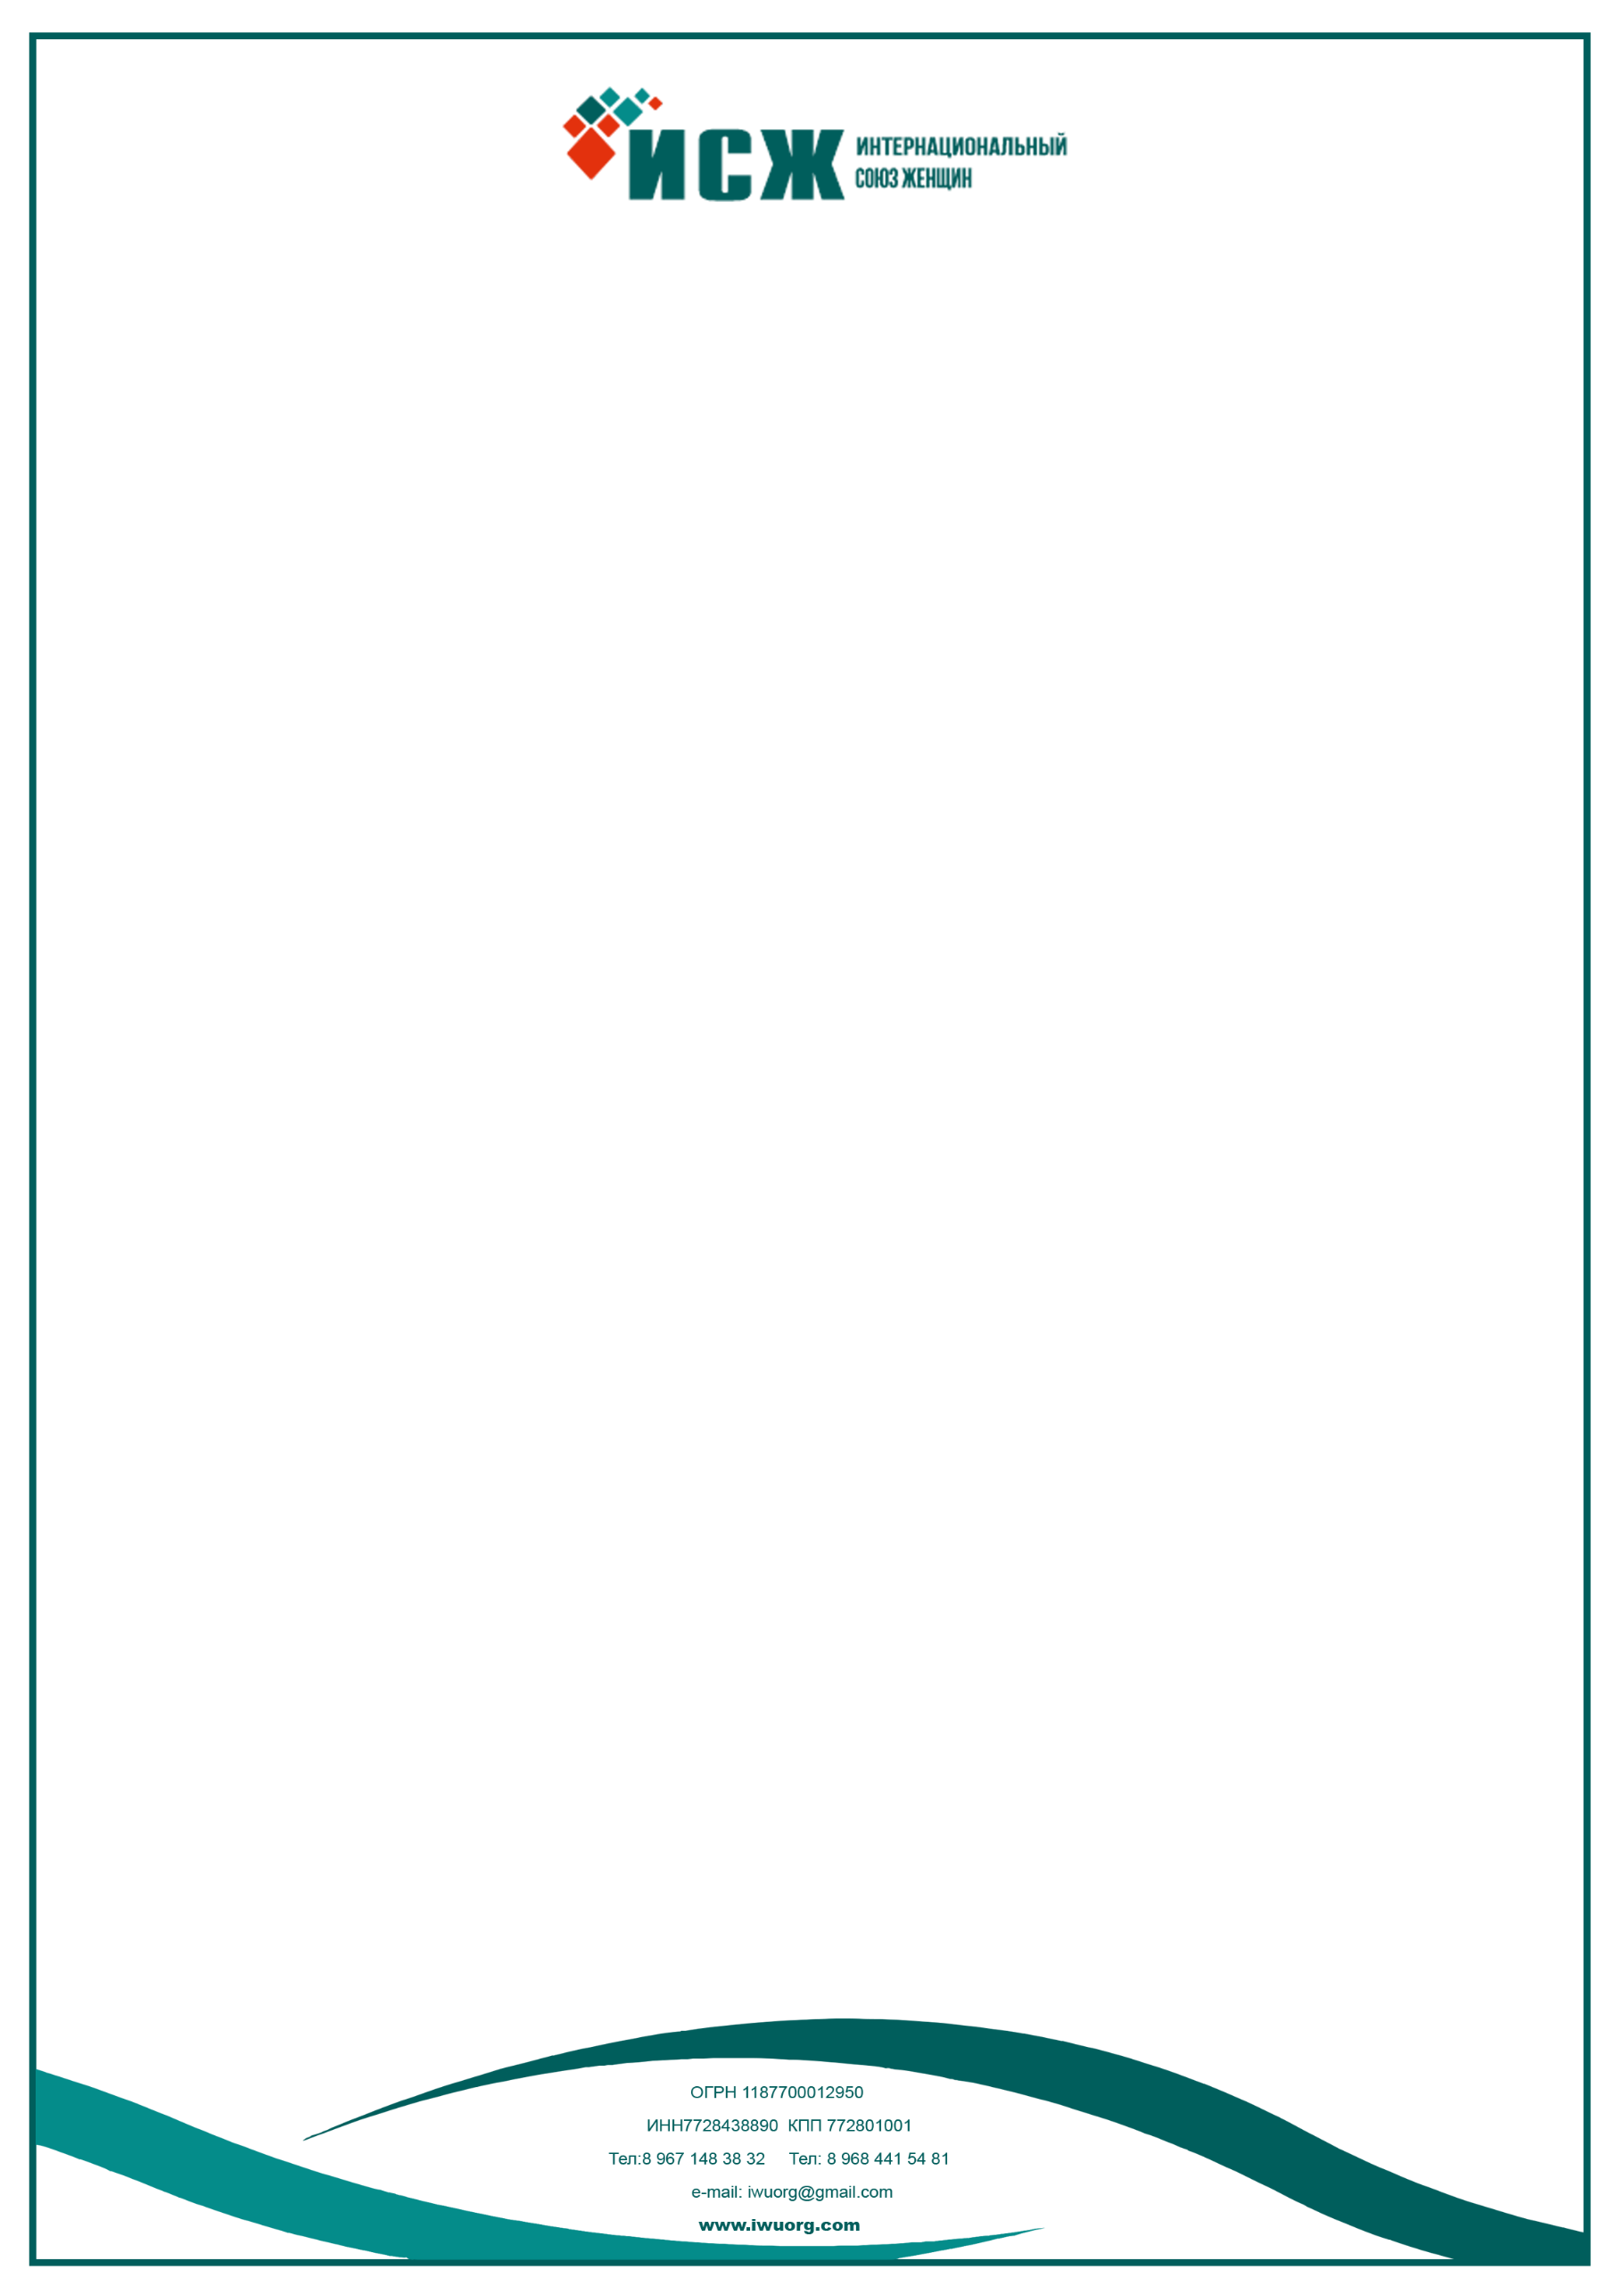 ИСЖ ИНТЕРНАЦИОНАЛЬНЫЙ
СОЮЗ ЖЕНЩИН
ОГРН 1187700012950
ИНН7728438890 КПП 772801001
Тел:8 967 148 38 32 Тел: 8 968 441 54 81
e-mail: iwuorg@gmail.com
www.iwuorg.com